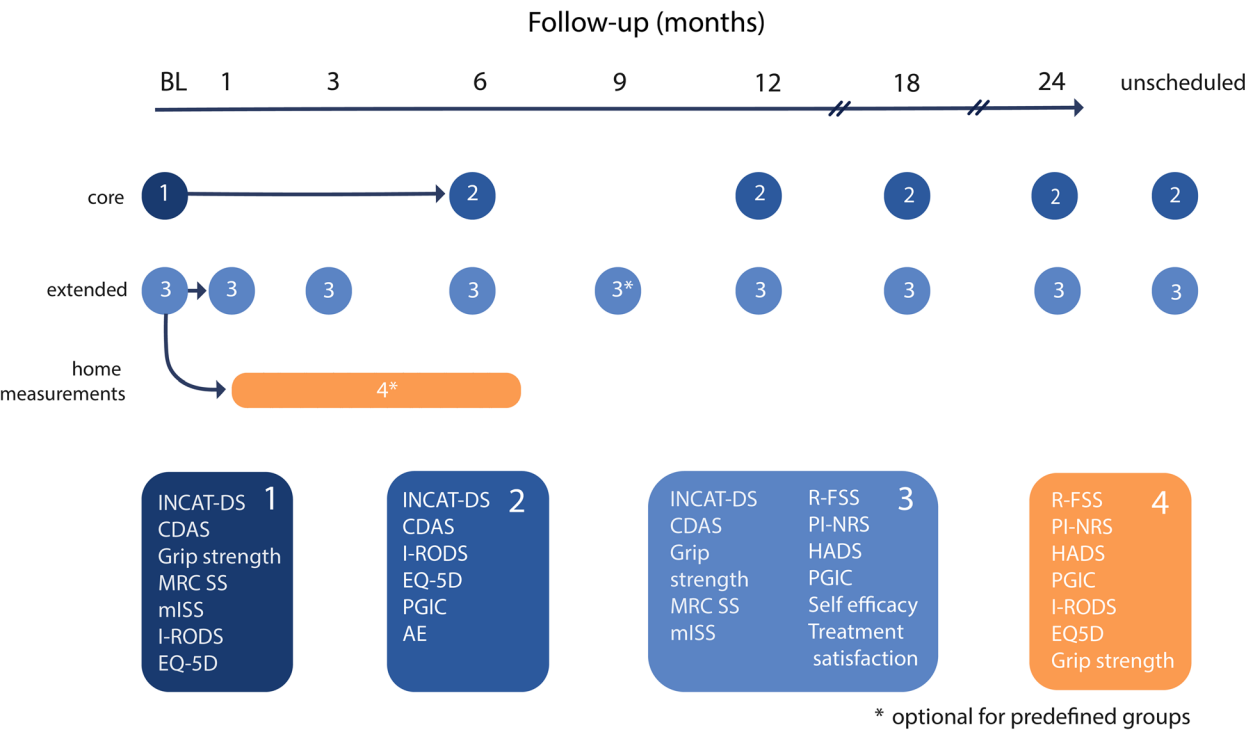 Follow-up (months)
BL 1 3 6 9 12 18 24 unscheduled
core 1 2 2 2 2 2
extended 3 3 3 3 3* 3 3 3 3
home
measurements
4*
1
INCAT-DS
CDAS
Grip strength
MRC SS
mISS
I-RODS
EQ-5D
2
INCAT-DS
CDAS
I-RODS
EQ-5D
PGIC
AE
3
INCAT-DS
CDAS
Grip
strength
MRC SS
mISS
R-FSS
PI-NRS
HADS
PGIC
Self efficacy
Treatment
satisfaction
4
R-FSS
PI-NRS
HADS
PGIC
I-RODS
EQ5D
Grip strength
* optional for predefined groups